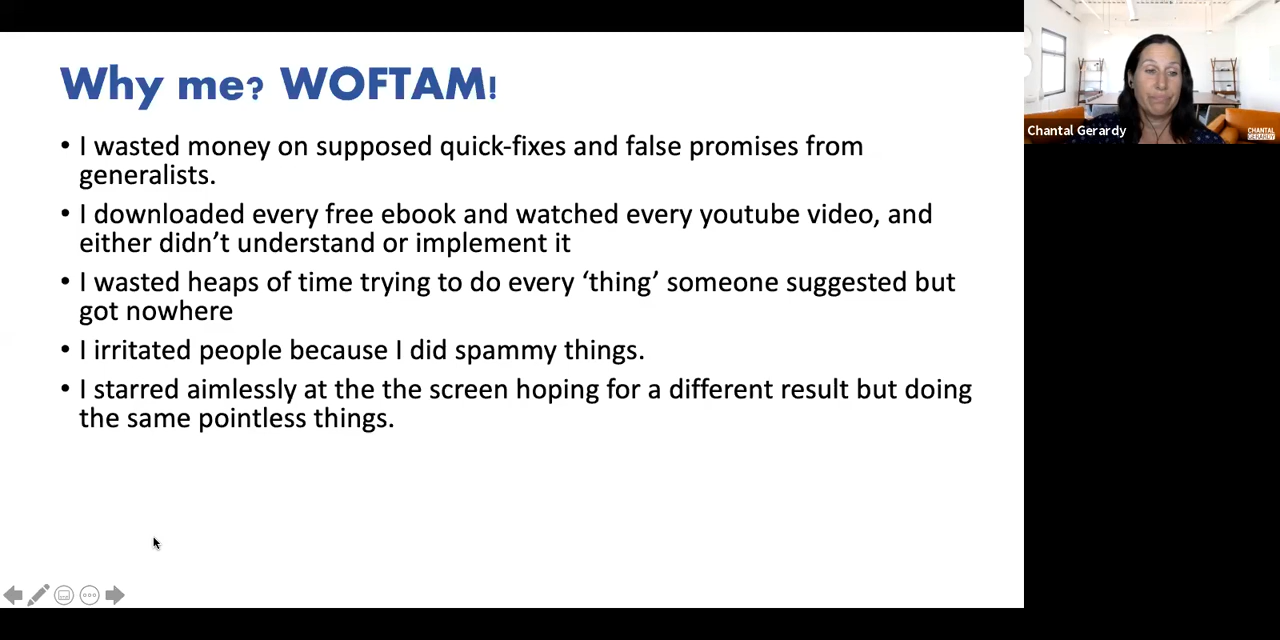 Why me? WOFTAM!
• I wasted money on supposed quick-fixes and false promises from
generalists.
• I downloaded every free ebook and watched every youtube video, and
either didn’t understand or implement it
• I wasted heaps of time trying to do every ‘thing’ someone suggested but
got nowhere
• I irritated people because I did spammy things.
• I starred aimlessly at the the screen hoping for a different result but doing
the same pointless things.
Chantal Gerardy
CHANTAL
GERARDY